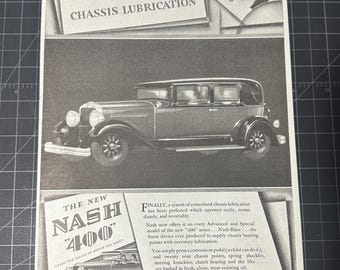 CHASSIS LUBRICATION
THE NEW
NASH
"400"
FINALLY, a system of centralized chassis lubrication
has been perfected which operates easily, immedi-
ately, and invariably.
Nash now offers it on every Advanced and Special
model of the new "400" series. . . Nash-Bijur . . . the
finest device ever produced to supply chassis bearing
points with necessary lubrication.
You simply press a convenient pedal (a child can do it),
and twenty nine chassis points, spring shackles,
steering knuckles, clutch bearing and the like
are bathed in fresh, clean, wear-resisting oil.